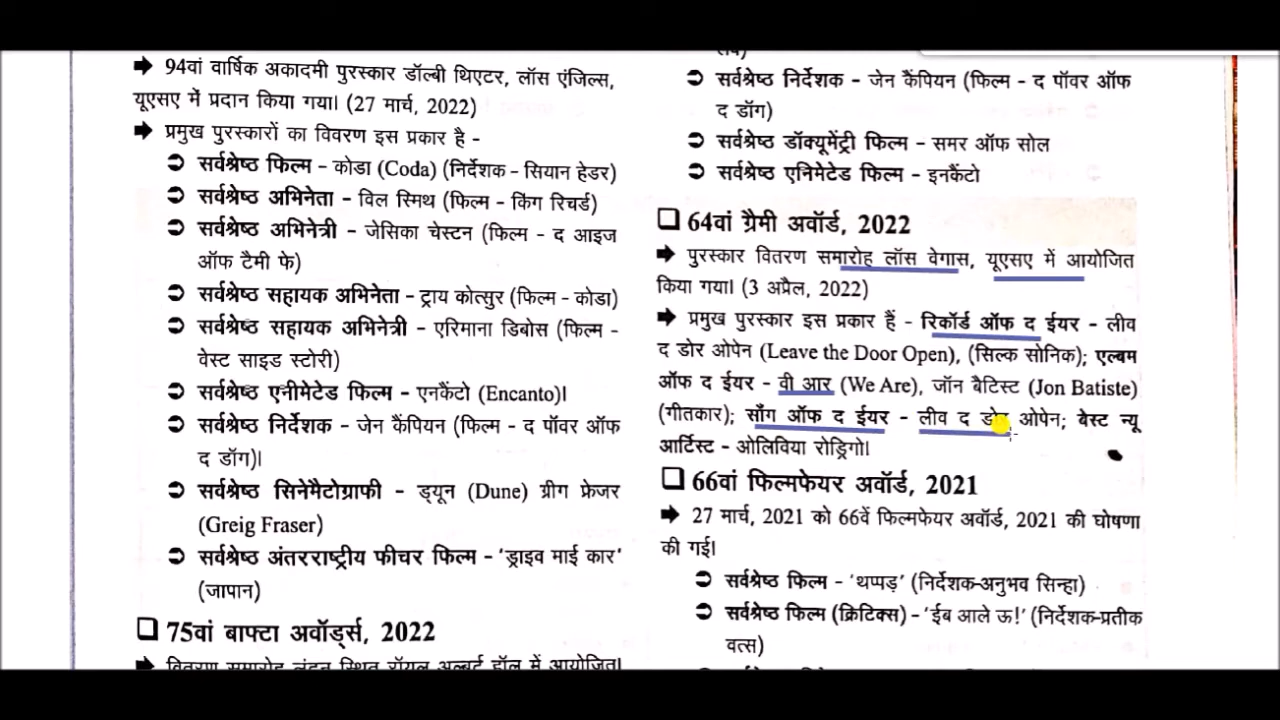 ➡ 94वां वार्षिक अकादमी पुरस्कार डॉल्बी थिएटर, लॉस एंजिल्स,
यूएसए में प्रदान किया गया। (27 मार्च, 2022)
➡ प्रमुख पुरस्कारों का विवरण इस प्रकार है -
➲ सर्वश्रेष्ठ फिल्म - कोडा (Coda) (निर्देशक - सियान हेडर)
➲ सर्वश्रेष्ठ अभिनेता - विल स्मिथ (फिल्म - किंग रिचर्ड)
➲ सर्वश्रेष्ठ अभिनेत्री - जेसिका चेस्टन (फिल्म - द आइज
ऑफ टैमी फे)
➲ सर्वश्रेष्ठ सहायक अभिनेता - ट्राय कोत्सुर (फिल्म - कोडा)
➲ सर्वश्रेष्ठ सहायक अभिनेत्री - एरिमाना डिबोस (फिल्म -
वेस्ट साइड स्टोरी)
➲ सर्वश्रेष्ठ एनीमेटेड फिल्म - एनकैंटो (Encanto)।
➲ सर्वश्रेष्ठ निर्देशक - जेन कैंपियन (फिल्म - द पॉवर ऑफ
द डॉग)।
➲ सर्वश्रेष्ठ सिनेमैटोग्राफी - ड्यून (Dune) ग्रीग फ्रेजर
(Greig Fraser)
➲ सर्वश्रेष्ठ अंतरराष्ट्रीय फीचर फिल्म - 'ड्राइव माई कार'
(जापान)
❑ 75वां बाफ्टा अवॉर्ड्स, 2022
➡ वितरण समारोह लंदन स्थित रॉयल अल्बर्ट हॉल में आयोजित।
➲ सर्वश्रेष्ठ निर्देशक - जेन कैंपियन (फिल्म - द पॉवर ऑफ
द डॉग)
➲ सर्वश्रेष्ठ डॉक्यूमेंट्री फिल्म - समर ऑफ सोल
➲ सर्वश्रेष्ठ एनिमेटेड फिल्म - इनकैंटो
❑ 64वां ग्रैमी अवॉर्ड, 2022
➡ पुरस्कार वितरण समारोह लॉस वेगास, यूएसए में आयोजित
किया गया। (3 अप्रैल, 2022)
➡ प्रमुख पुरस्कार इस प्रकार हैं - रिकॉर्ड ऑफ द ईयर - लीव
द डोर ओपेन (Leave the Door Open), (सिल्क सोनिक); एल्बम
ऑफ द ईयर - वी आर (We Are), जॉन बैटिस्ट (Jon Batiste)
(गीतकार); सॉंग ऑफ द ईयर - लीव द डोर ओपेन; बेस्ट न्यू
आर्टिस्ट - ओलिविया रोड्रिगो।
❑ 66वां फिल्मफेयर अवॉर्ड, 2021
➡ 27 मार्च, 2021 को 66वें फिल्मफेयर अवॉर्ड, 2021 की घोषणा
की गई।
➲ सर्वश्रेष्ठ फिल्म - 'थप्पड़' (निर्देशक-अनुभव सिन्हा)
➲ सर्वश्रेष्ठ फिल्म (क्रिटिक्स) - 'ईब आले ऊ!' (निर्देशक-प्रतीक
वत्स)